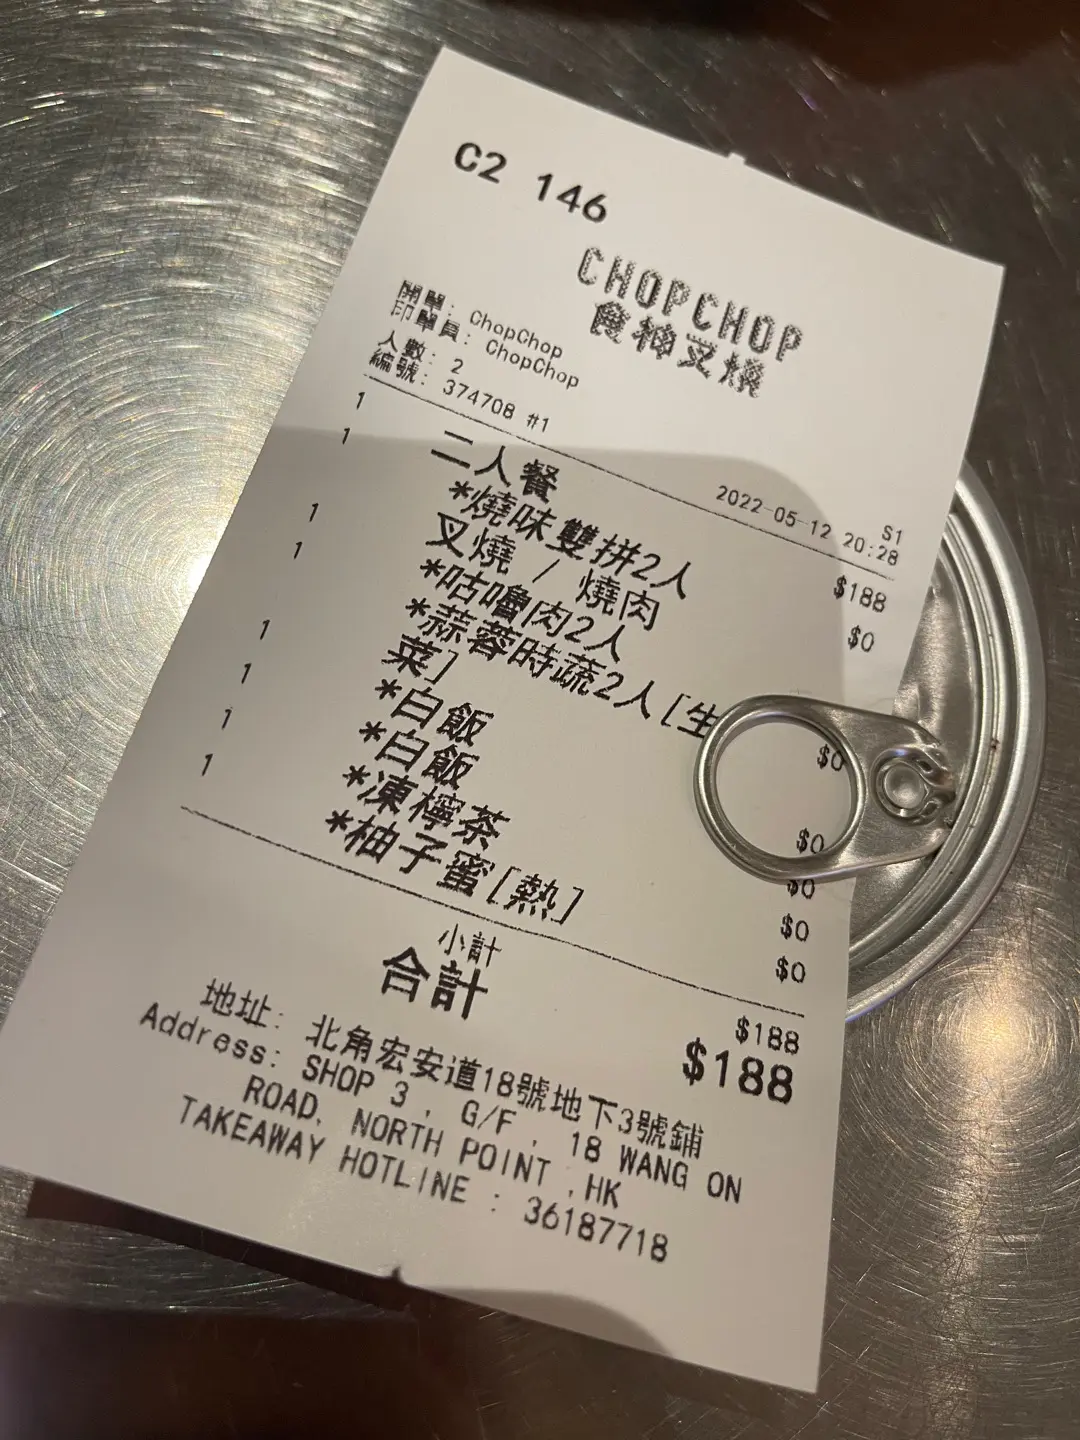 C2 146
CHOPCHOP
食神叉燒
開單: ChopChop
印單員: ChopChop
人數: 2
編號: 374708 #1
S1
2022-05-12 20:28
1 二人餐 $188
1 *燒味雙拼2人 $0
叉燒 / 燒肉
1 *咕嚕肉2人 $0
1 *蒜蓉時蔬2人[生
菜] $0
1 *白飯 $0
1 *白飯 $0
1 *凍檸茶 $0
1 *柚子蜜[熱]
小計 $188
合計 $188
地址: 北角宏安道18號地下3號鋪
Address: SHOP 3, G/F, 18 WANG ON
ROAD, NORTH POINT ,HK
TAKEAWAY HOTLINE : 36187718